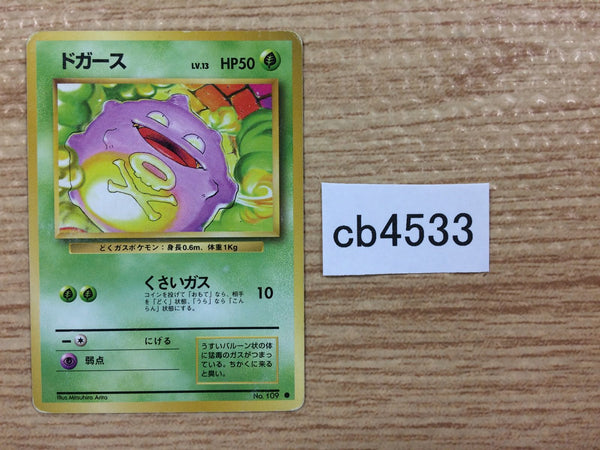 ドガース LV.13 HP50
どくガスポケモン：身長0.6m、体重1Kg
くさいガス 10
コインを投げて「おもて」なら、相手
を「どく」状態、「うら」なら「こん
らん」状態にする。
にげる
弱点
うすいバルーン状の体
に猛毒のガスがつまっ
ている。ちかくに来ると
と臭い。
Illus. Mitsuhiro Arita No. 109
cb4533